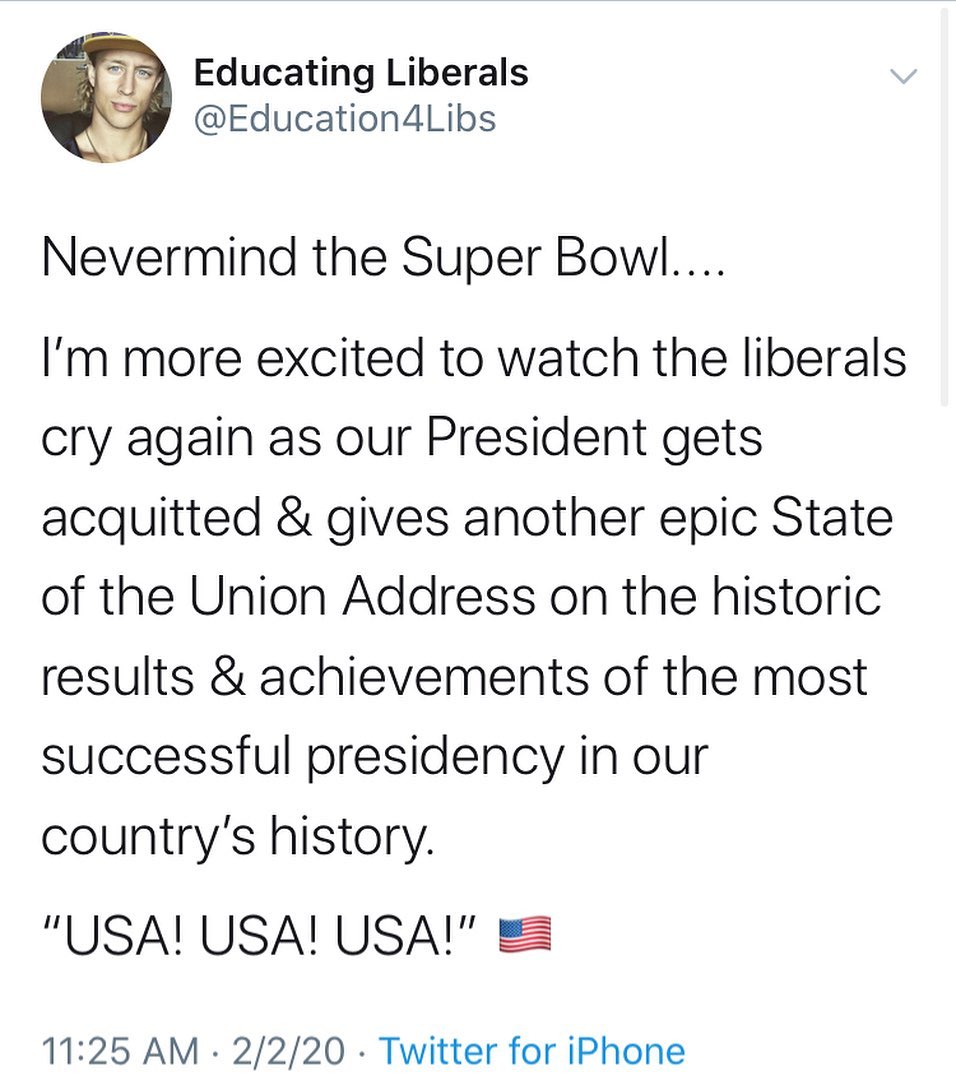 Educating Liberals
@Education4Libs
Nevermind the Super Bowl....
I’m more excited to watch the liberals
cry again as our President gets
acquitted & gives another epic State
of the Union Address on the historic
results & achievements of the most
successful presidency in our
country’s history.
“USA! USA! USA!” 🇺🇸
11:25 AM · 2/2/20 · Twitter for iPhone